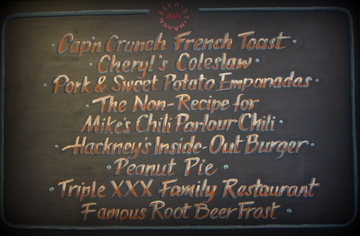 Cap'n Crunch French Toast
Cheryl's Coleslaw
Pork & Sweet Potato Empanadas
The Non-Recipe for
Mike's Chili Parlour Chili
Hackney's Inside-Out Burger
Peanut Pie
Triple XXX Family Restaurant
Famous Root Beer Frost